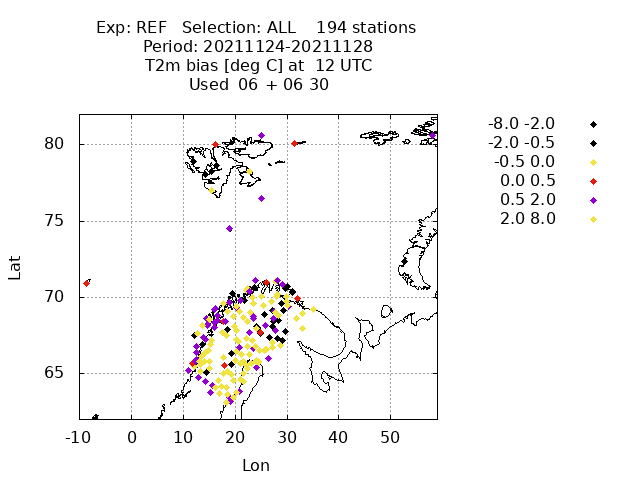 Exp: REF   Selection: ALL    194 stations
Period: 20211124-20211128
T2m bias [deg C] at  12 UTC
Used  06 + 06 30
-8.0 -2.0
-2.0 -0.5
-0.5 0.0
0.0 0.5
0.5 2.0
2.0 8.0
80
75
70
65
Lat
-10 0 10 20 30 40 50
Lon